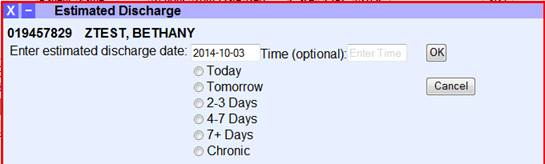 X − Estimated Discharge
019457829 ZTEST, BETHANY
Enter estimated discharge date: 2014-10-03 Time (optional): Enter Time OK
Today
Tomorrow
2-3 Days Cancel
4-7 Days
7+ Days
Chronic